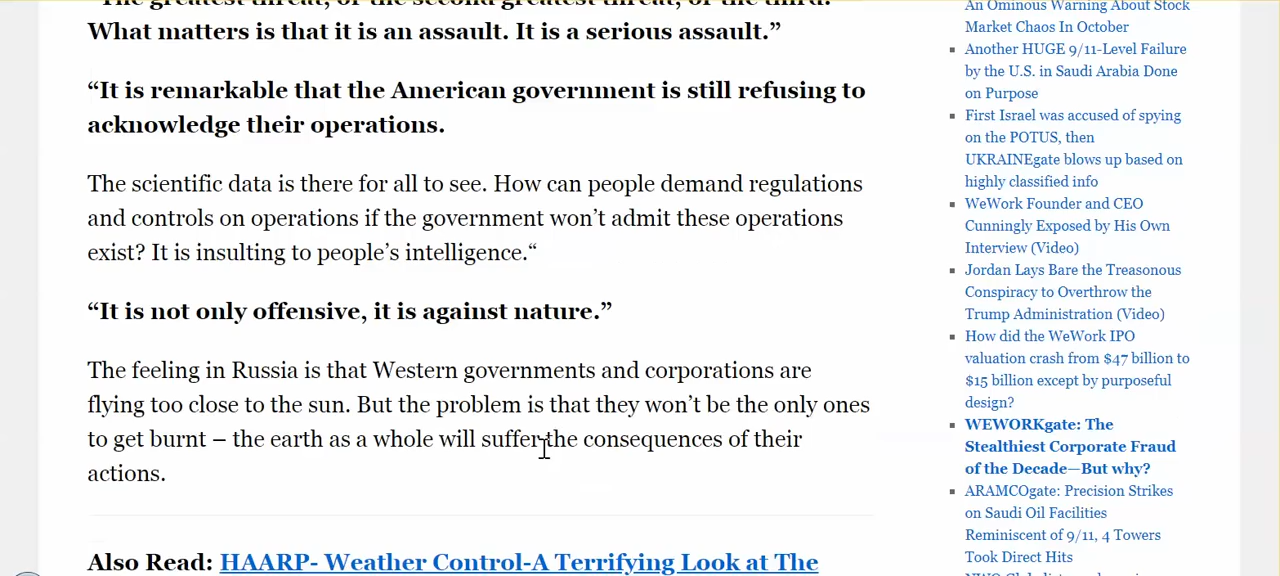 "The greatest threat, or the second greatest threat, or the third.
What matters is that it is an assault. It is a serious assault.”
“It is remarkable that the American government is still refusing to
acknowledge their operations.
The scientific data is there for all to see. How can people demand regulations
and controls on operations if the government won’t admit these operations
exist? It is insulting to people’s intelligence.“
“It is not only offensive, it is against nature.”
The feeling in Russia is that Western governments and corporations are
flying too close to the sun. But the problem is that they won’t be the only ones
to get burnt – the earth as a whole will suffer the consequences of their
actions.
Also Read: HAARP- Weather Control-A Terrifying Look at The
An Ominous Warning About Stock
Market Chaos In October
Another HUGE 9/11-Level Failure
by the U.S. in Saudi Arabia Done
on Purpose
First Israel was accused of spying
on the POTUS, then
UKRAINEgate blows up based on
highly classified info
WeWork Founder and CEO
Cunningly Exposed by His Own
Interview (Video)
Jordan Lays Bare the Treasonous
Conspiracy to Overthrow the
Trump Administration (Video)
How did the WeWork IPO
valuation crash from $47 billion to
$15 billion except by purposeful
design?
WEWORKgate: The
Stealthiest Corporate Fraud
of the Decade—But why?
ARAMCOgate: Precision Strikes
on Saudi Oil Facilities
Reminiscent of 9/11, 4 Towers
Took Direct Hits